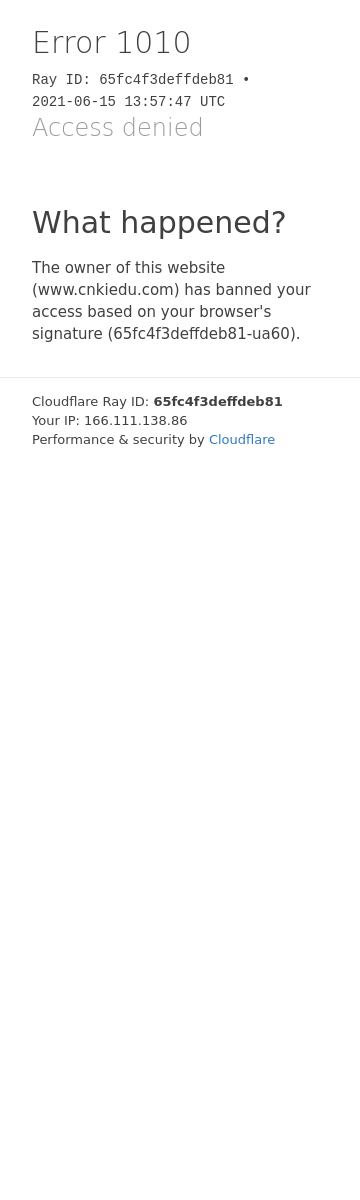 Error 1010
Ray ID: 65fc4f3deffdeb81 •
2021-06-15 13:57:47 UTC
Access denied
What happened?
The owner of this website
(www.cnkiedu.com) has banned your
access based on your browser's
signature (65fc4f3deffdeb81-ua60).
Cloudflare Ray ID: 65fc4f3deffdeb81
Your IP: 166.111.138.86
Performance & security by Cloudflare